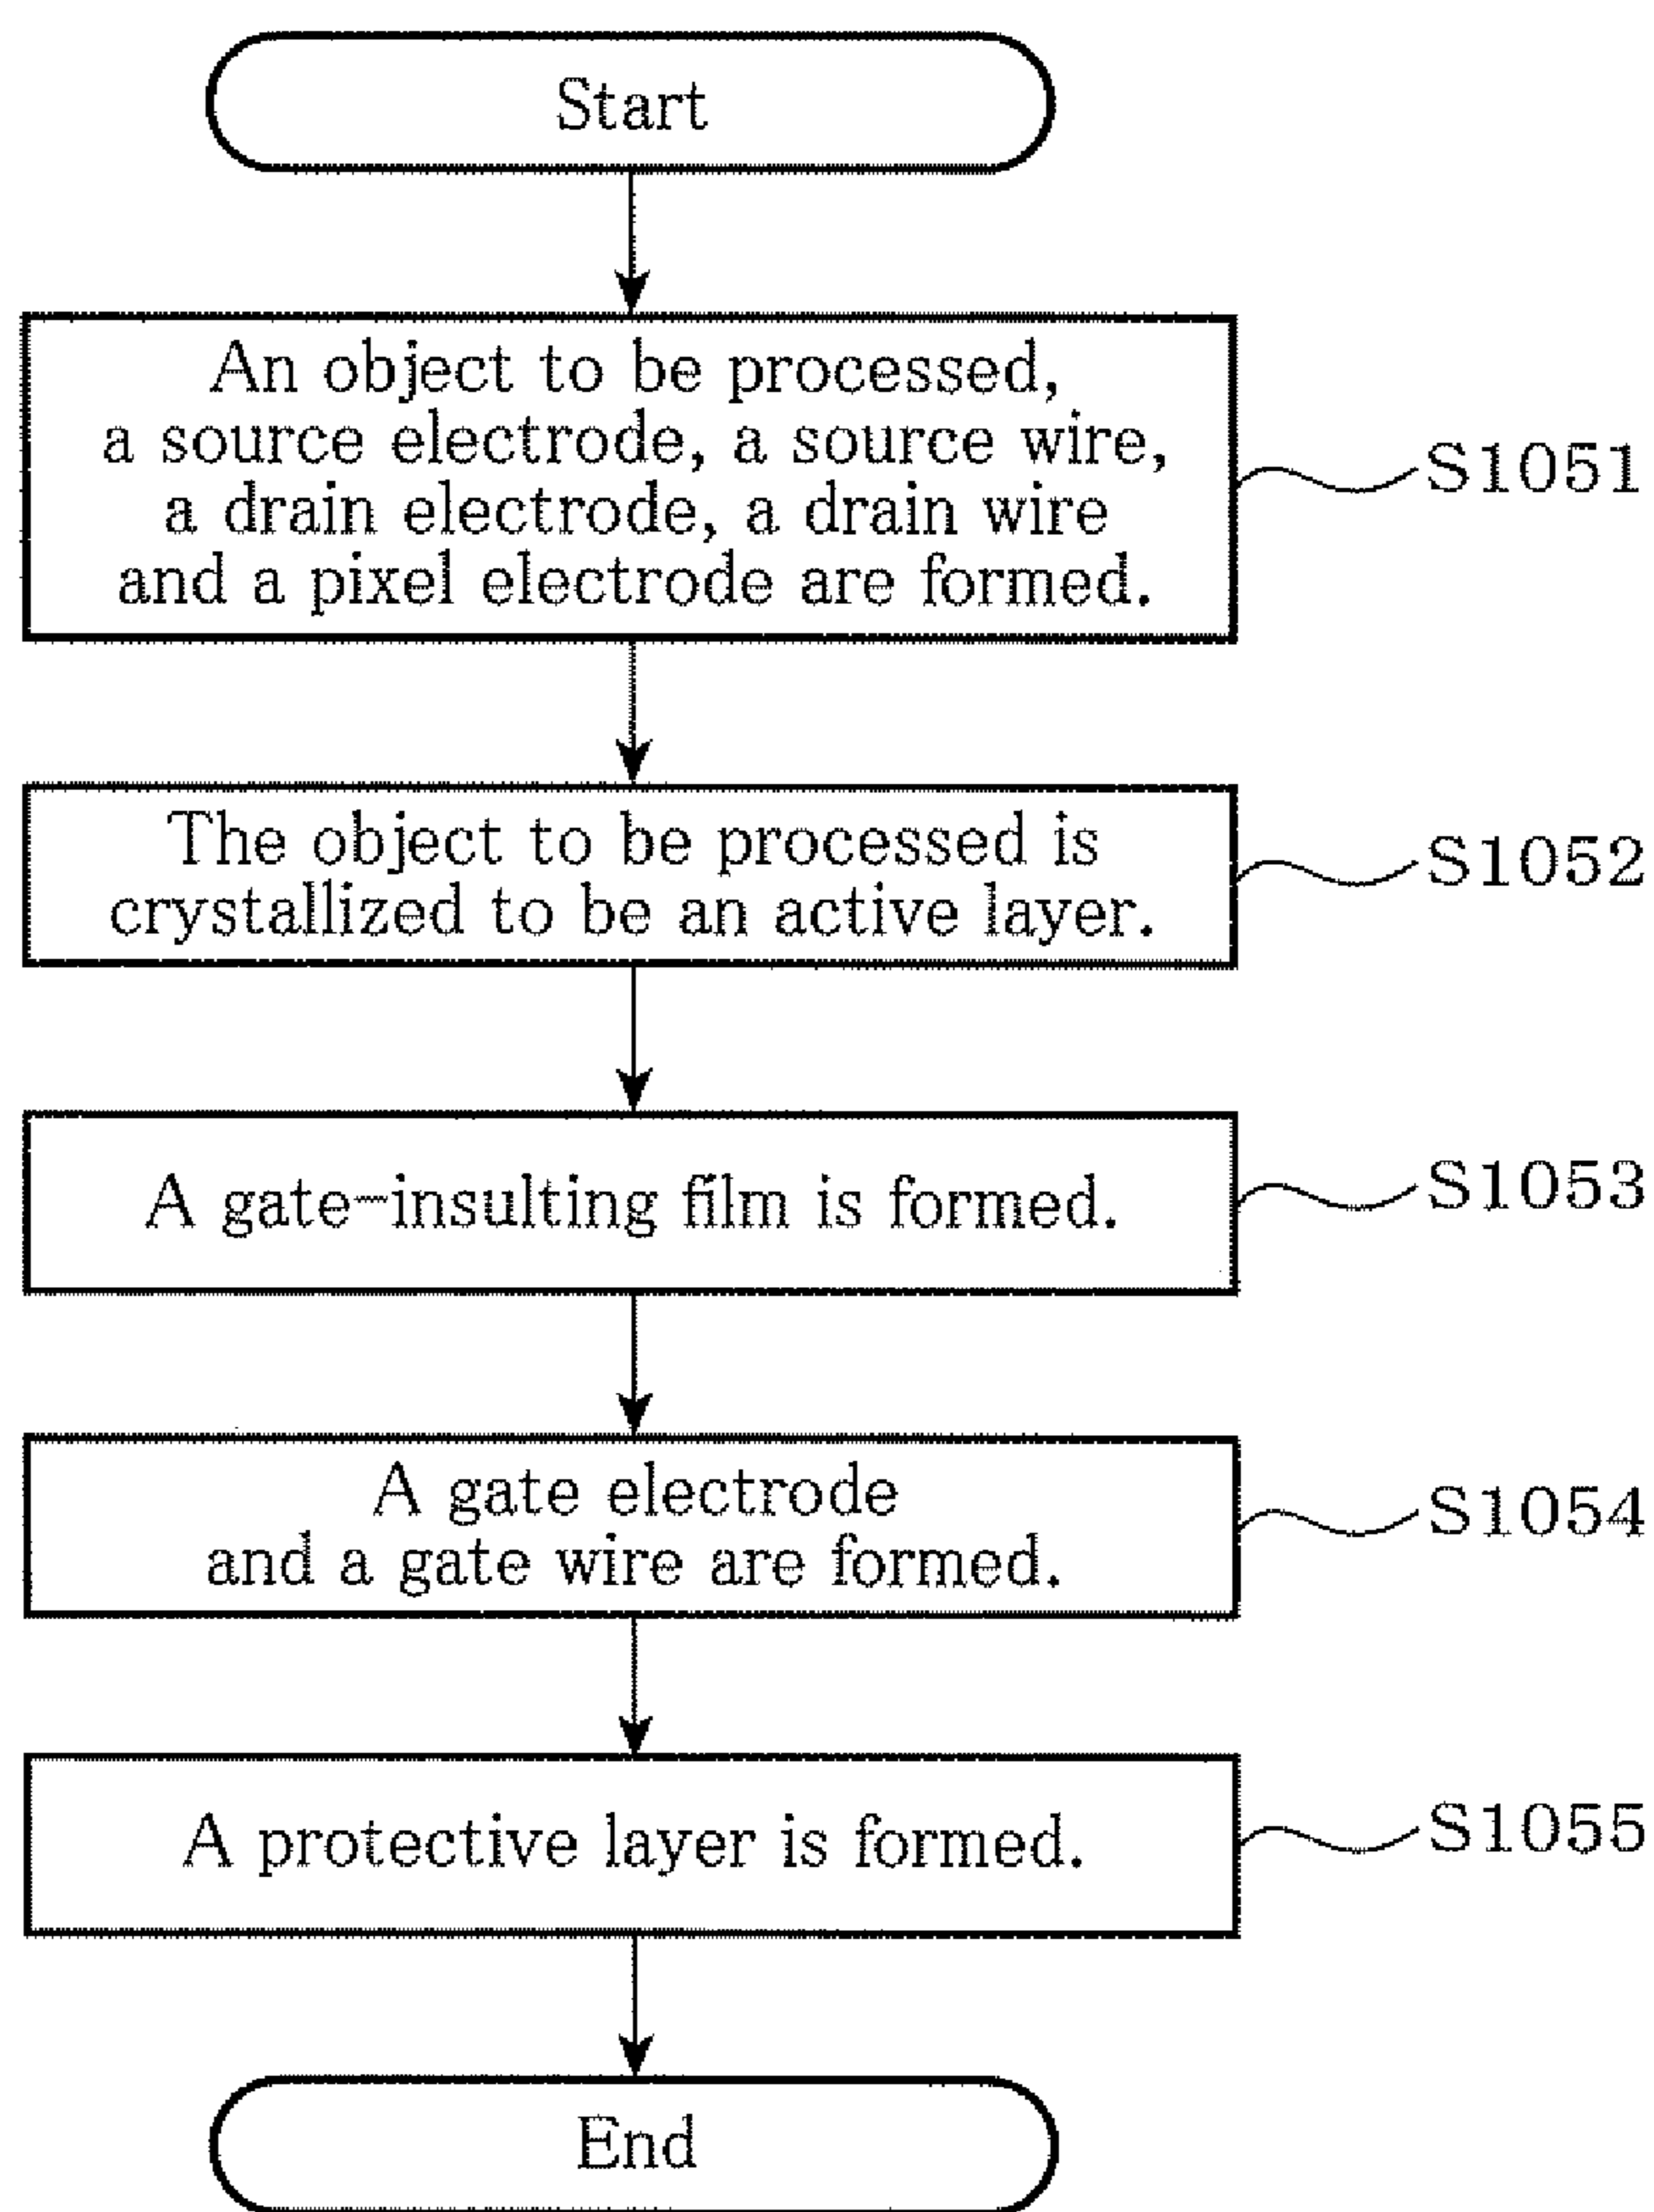 Start
An object to be processed,
a source electrode, a source wire,
a drain electrode, a drain wire
and a pixel electrode are formed.
S1051
The object to be processed is
crystallized to be an active layer.
S1052
A gate-insulting film is formed.
S1053
A gate electrode
and a gate wire are formed.
S1054
A protective layer is formed.
S1055
End